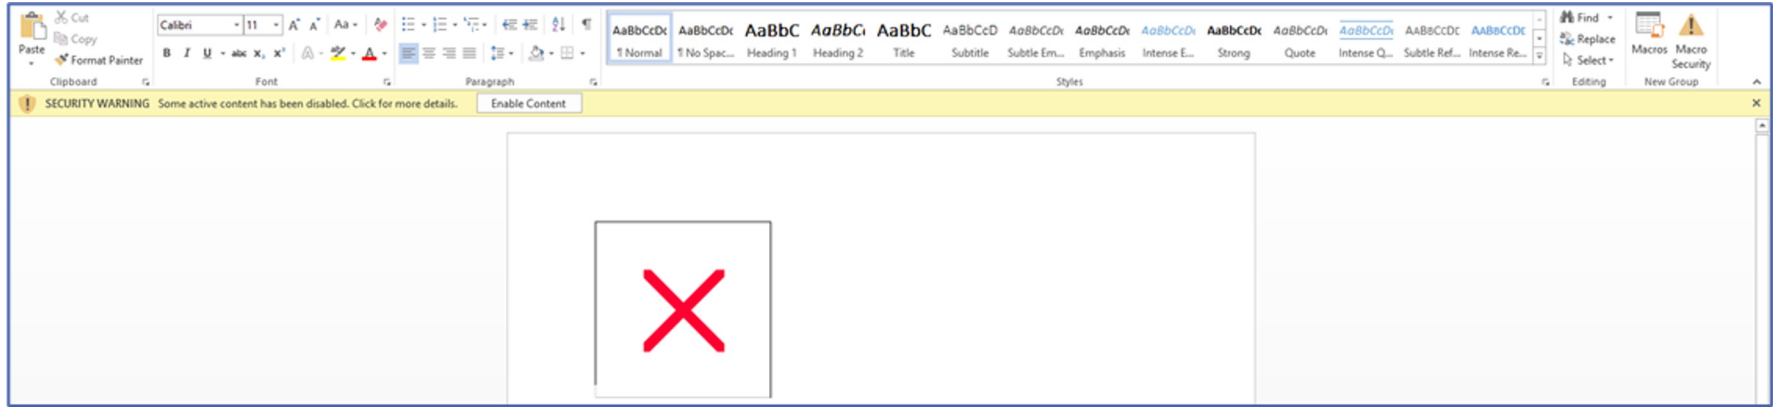 Cut
Copy
Paste
Format Painter
Clipboard
Calibri
11
Aa
B I U abc x₂ x² A A
Font
Paragraph
AaBbCcDc AaBbCcDc AaBbC AaBbC AaBbC AaBbCcD AaBbCcDc AaBbCcDc AaBbCcDc AaBbCcDc AaBbCcDc AaBbCcDc AABBCCDC AABBCCDC
¶ Normal ¶ No Spac... Heading 1 Heading 2 Title Subtitle Subtle Em... Emphasis Intense E... Strong Quote Intense Q... Subtle Ref... Intense Re...
Styles
Find
Replace
Select
Editing
Macros Macro
Security
New Group
SECURITY WARNING Some active content has been disabled. Click for more details. Enable Content